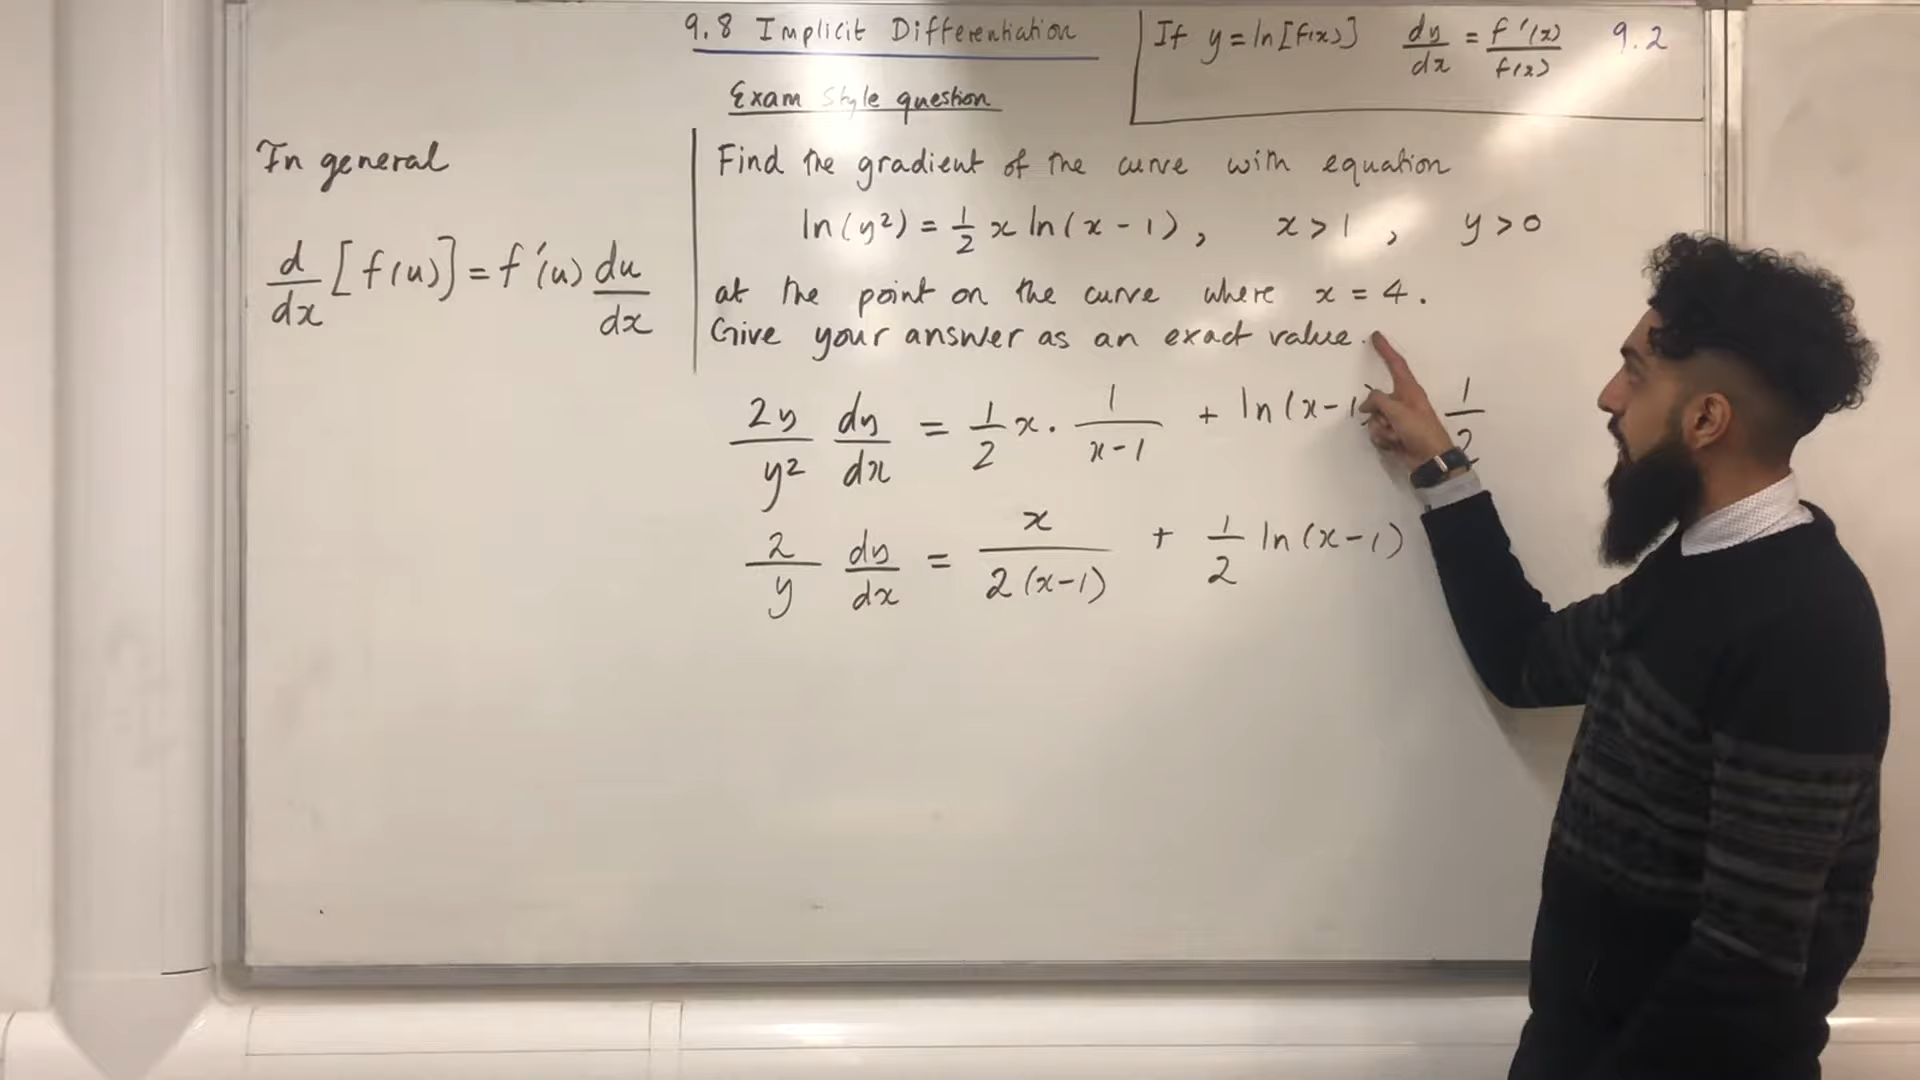 9.8 Implicit Differentiation
If y = ln[f(x)] dy/dx = f'(x)/f(x) 9.2
Exam Style question
In general
d/dx [f(u)] = f'(u) du/dx
Find the gradient of the curve with equation
ln(y²) = 1/2 x ln(x - 1), x > 1, y > 0
at the point on the curve where x = 4.
Give your answer as an exact value.
2y/y² dy/dx = 1/2 x · 1/(x-1) + ln(x-1) 1/2
2/y dy/dx = x/2(x-1) + 1/2 ln(x-1)